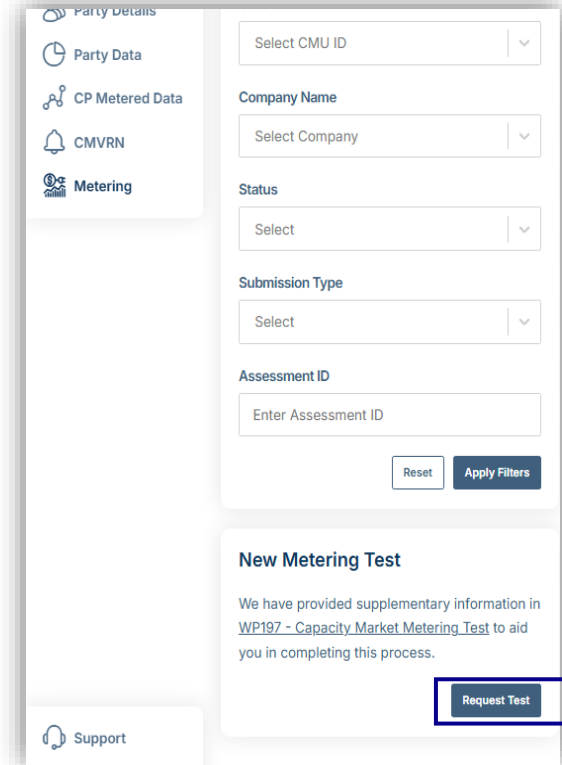 Party Details
Party Data
CP Metered Data
CMVRN
Metering
Support
Select CMU ID
Company Name
Select Company
Status
Select
Submission Type
Select
Assessment ID
Enter Assessment ID
Reset
Apply Filters
New Metering Test
We have provided supplementary information in
WP197 - Capacity Market Metering Test to aid
you in completing this process.
Request Test